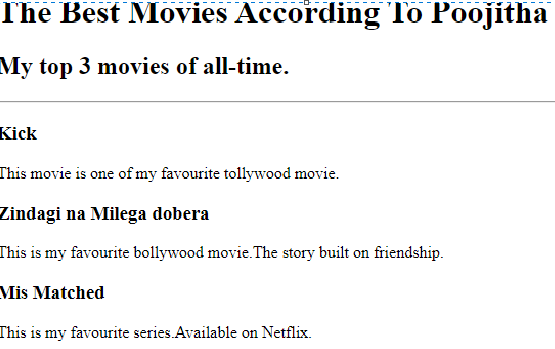 The Best Movies According To Poojitha
My top 3 movies of all-time.
Kick
This movie is one of my favourite tollywood movie.
Zindagi na Milega dobera
This is my favourite bollywood movie.The story built on friendship.
Mis Matched
This is my favourite series.Available on Netflix.